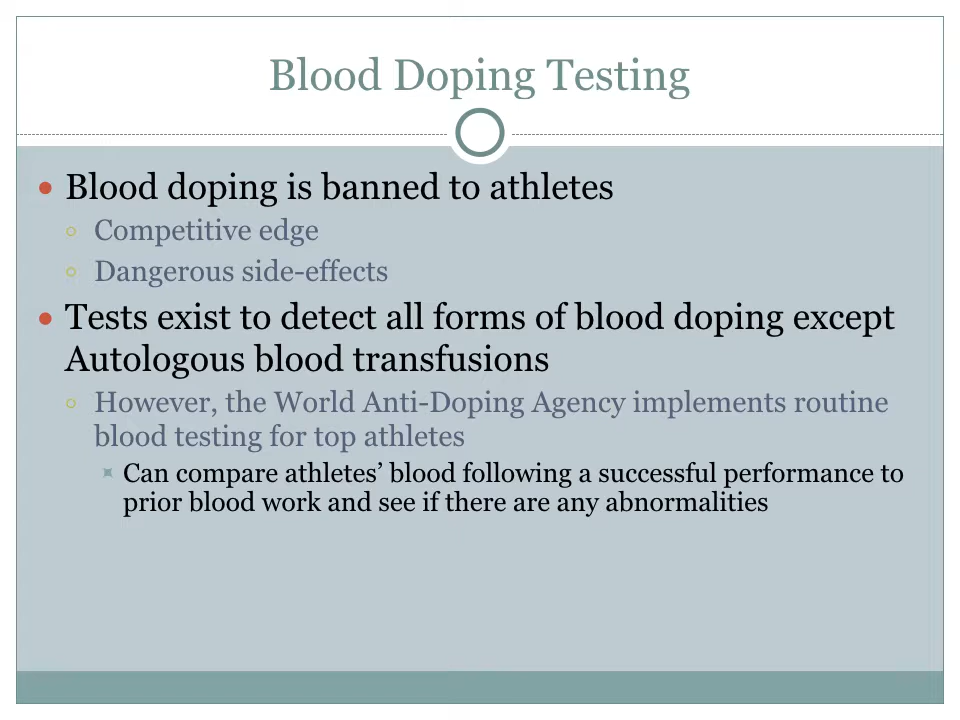 Blood Doping Testing
Blood doping is banned to athletes
Competitive edge
Dangerous side-effects
Tests exist to detect all forms of blood doping except
Autologous blood transfusions
However, the World Anti-Doping Agency implements routine
blood testing for top athletes
Can compare athletes’ blood following a successful performance to
prior blood work and see if there are any abnormalities